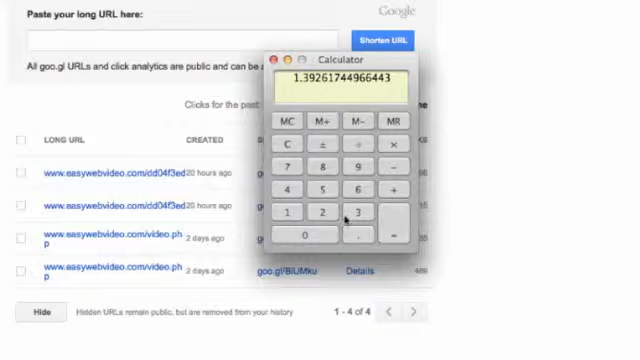 Paste your long URL here:
Google
Shorten URL
All goo.gl URLs and click analytics are public and can be a
Calculator
1.39261744966443
MC M+ M- MR
C ± ÷ ×
7 8 9 −
4 5 6 +
1 2 3
0 . =
Clicks for the past:
LONG URL CREATED
www.easywebvideo.com/dd04f3ed 20 hours ago
www.easywebvideo.com/dd04f3ed 20 hours ago
www.easywebvideo.com/video.ph
p
2 days ago
www.easywebvideo.com/video.ph
p
2 days ago goo.gl/BiUMku Details
Hide Hidden URLs remain public, but are removed from your history 1 - 4 of 4